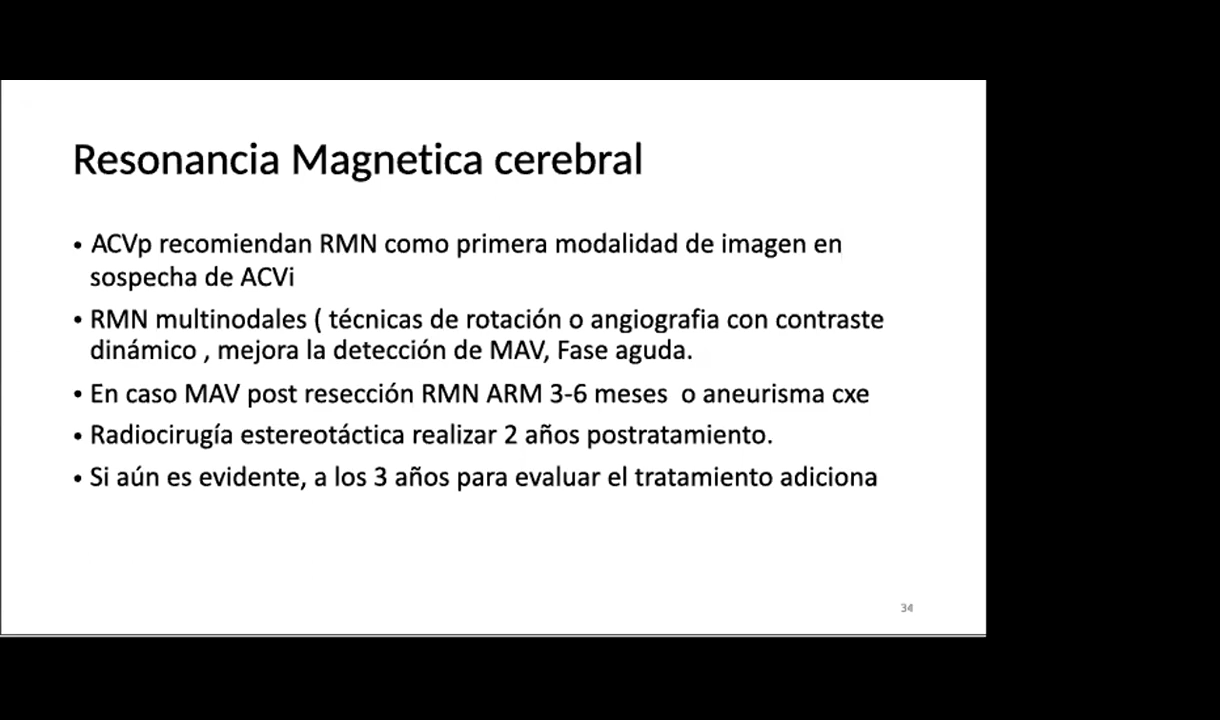 Resonancia Magnetica cerebral
• ACVp recomiendan RMN como primera modalidad de imagen en
sospecha de ACVi
• RMN multinodales ( técnicas de rotación o angiografia con contraste
dinámico , mejora la detección de MAV, Fase aguda.
• En caso MAV post resección RMN ARM 3-6 meses  o aneurisma cxe
• Radiocirugía estereotáctica realizar 2 años postratamiento.
• Si aún es evidente, a los 3 años para evaluar el tratamiento adiciona
34